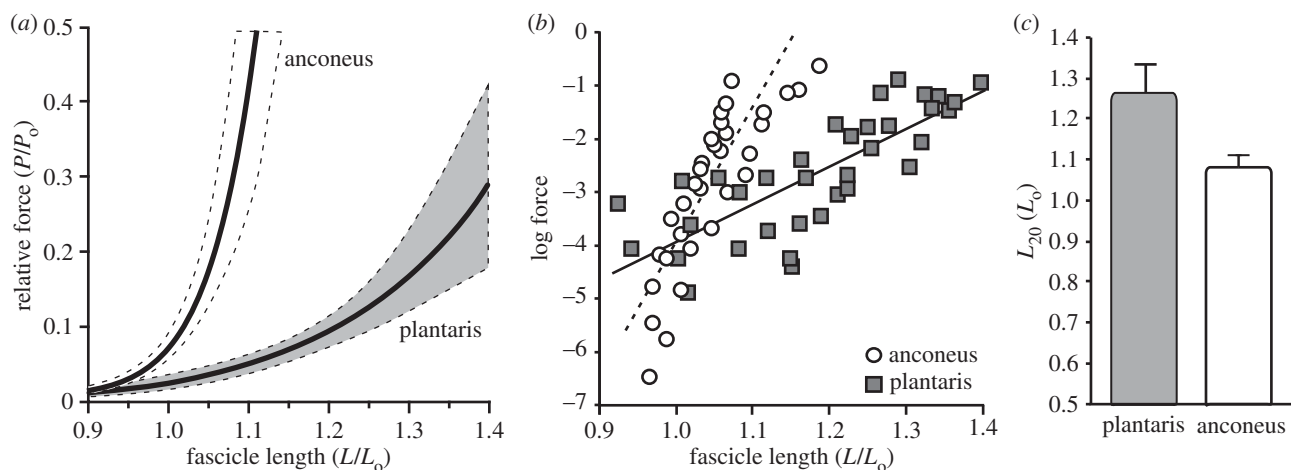 (a)
0.5
0.4
0.3
0.2
0.1
0
relative force (P/Pₒ)
anconeus
plantaris
0.9 1.0 1.1 1.2 1.3 1.4
fascicle length (L/Lₒ)
(b)
0
−1
−2
−3
−4
−5
−6
−7
log force
anconeus
plantaris
0.9 1.0 1.1 1.2 1.3 1.4
fascicle length (L/Lₒ)
(c)
1.4
1.3
1.2
1.1
1.0
0.9
0.8
0.7
0.6
0.5
L₂₀ (Lₒ)
plantaris anconeus